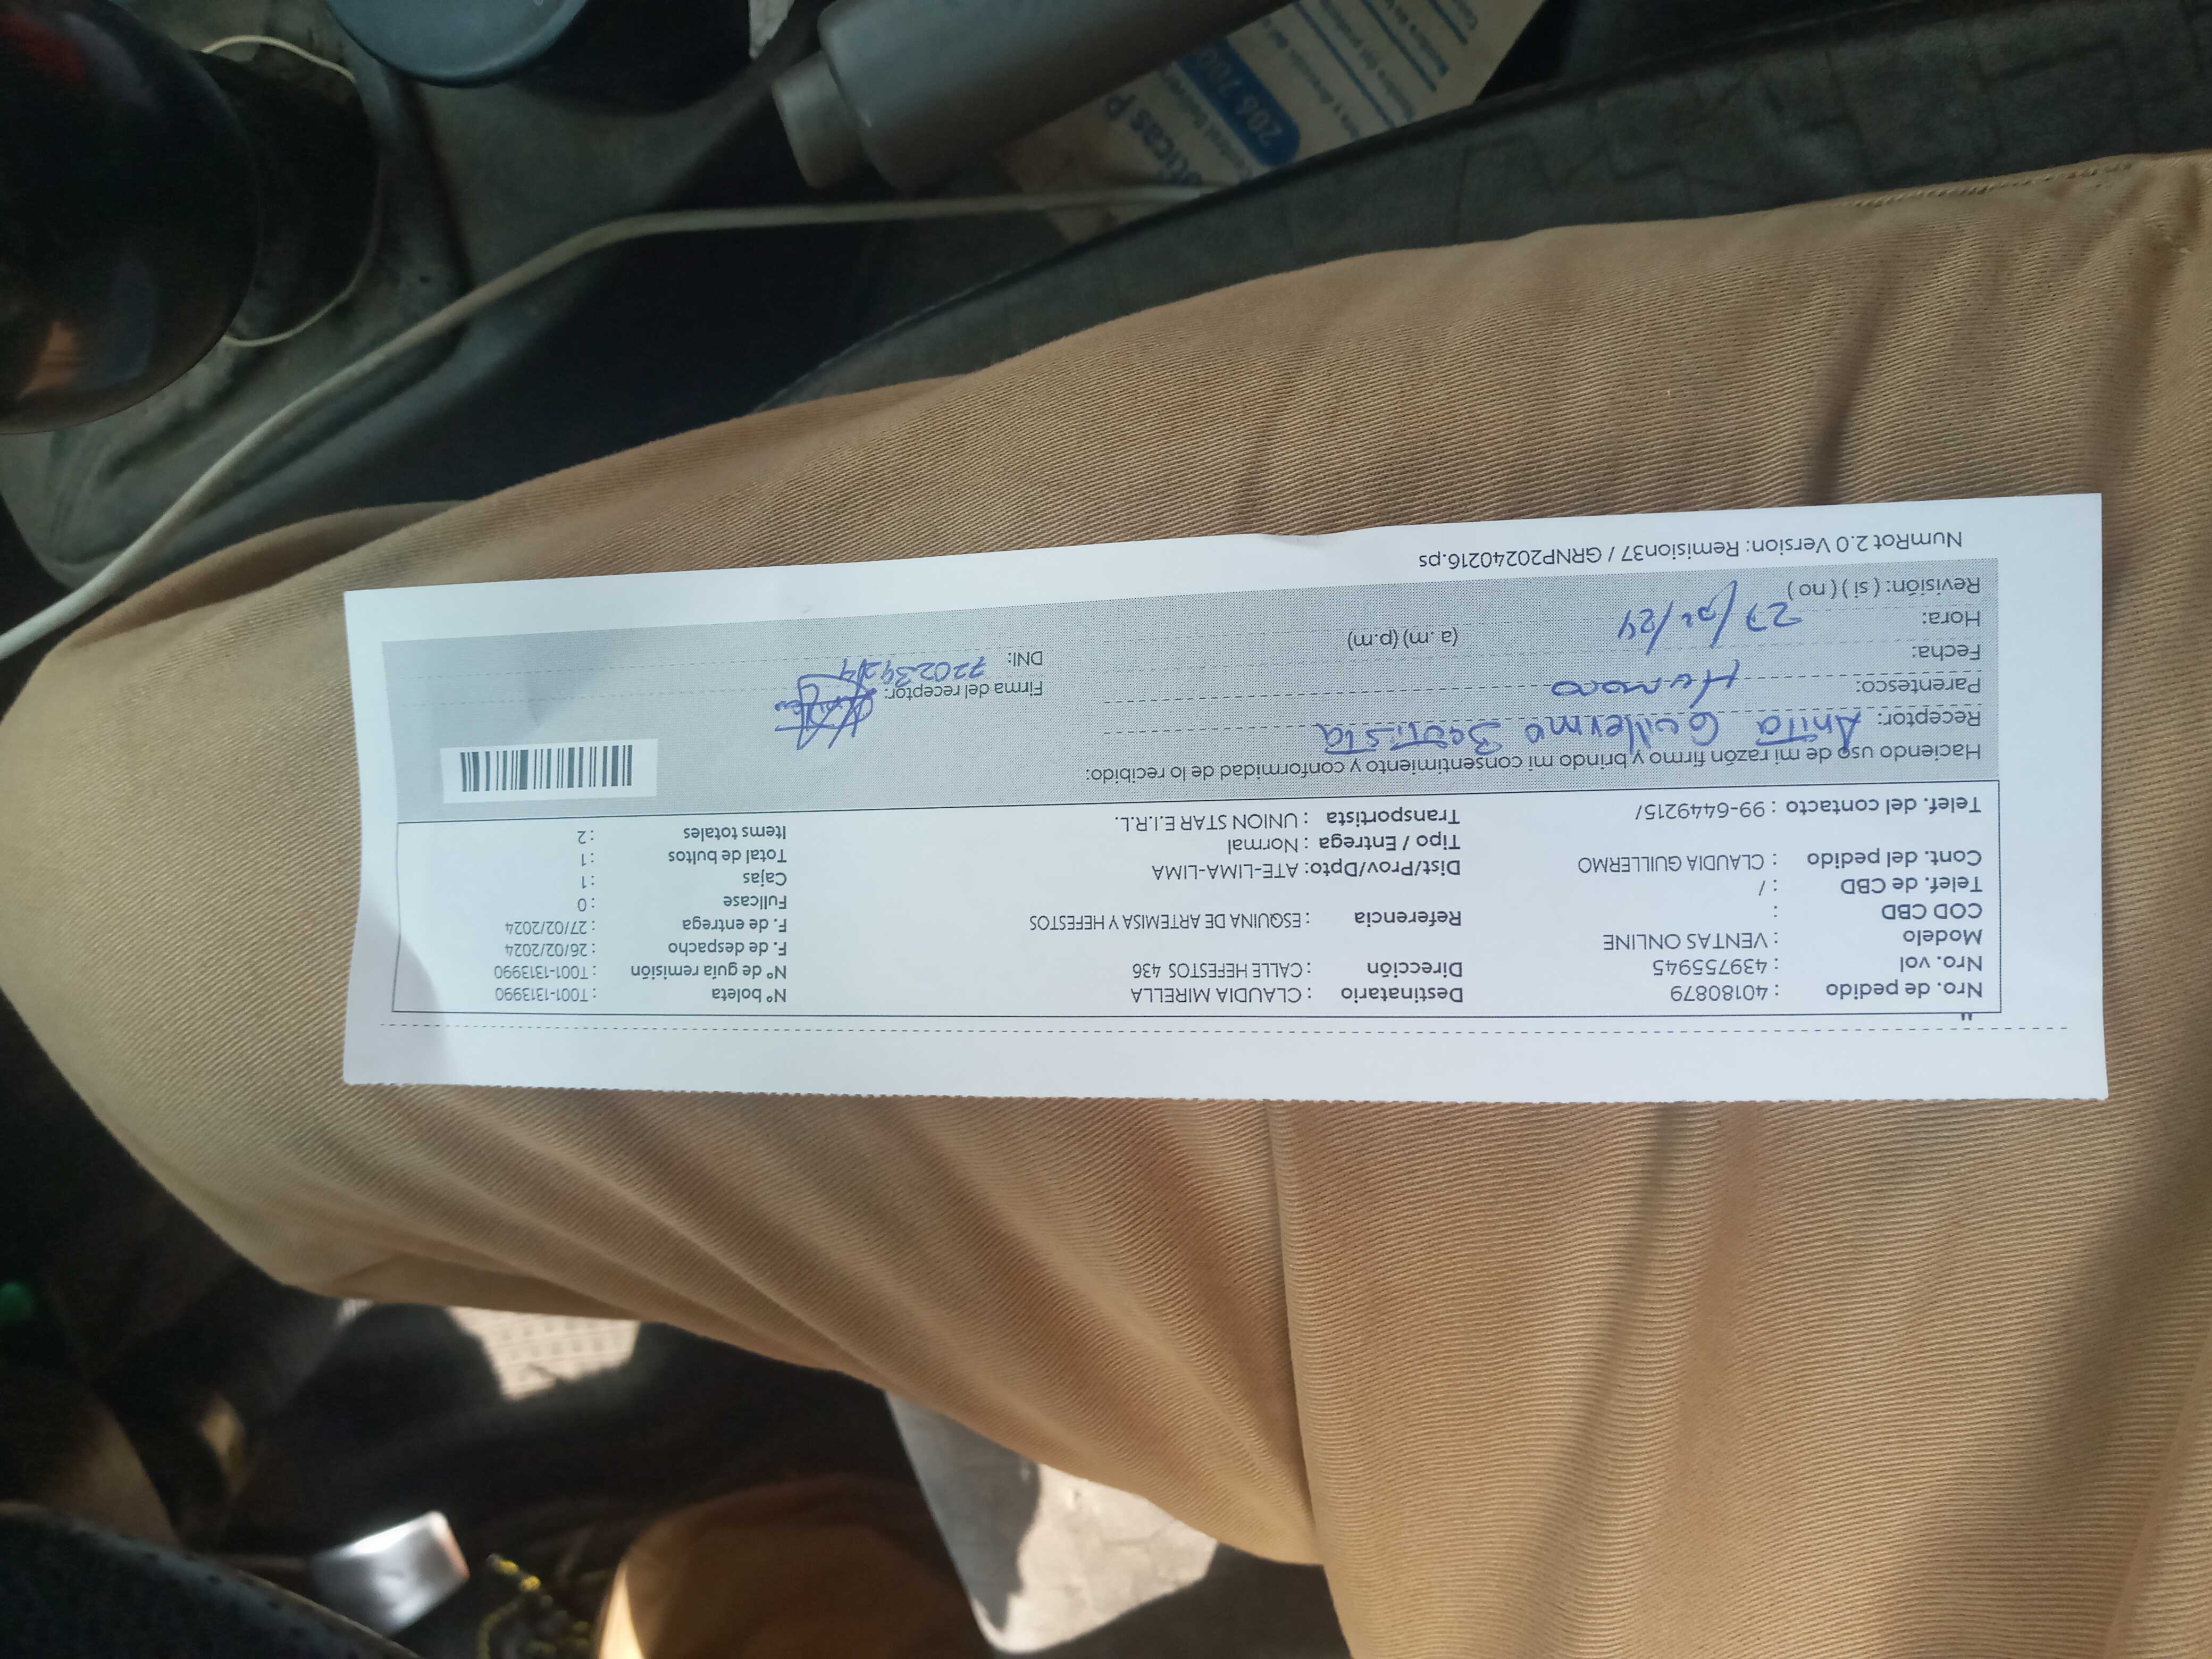 Nro. de pedido : 40180879 Destinatario : CLAUDIA MIRELLA Nº boleta : T001-1313990
Nro. vol : 439755945 Dirección : CALLE HEFESTOS 436 Nº de guía remisión : T001-1313990
Modelo : VENTAS ONLINE F. de despacho : 26/02/2024
COD CBD : Referencia : ESQUINA DE ARTEMISA Y HEFESTOS F. de entrega : 27/02/2024
Telef. de CBD : / Fullcase : 0
Cont. del pedido : CLAUDIA GUILLERMO Dist/Prov/Dpto: ATE-LIMA-LIMA Cajas : 1
Tipo / Entrega : Normal Total de bultos : 1
Telef. del contacto : 99-6449215/ Transportista : UNION STAR E.I.R.L. Items totales : 2
Haciendo uso de mi razón firmo y brindo mi consentimiento y conformidad de lo recibido:
Receptor: Anita Guillermo Bautista
Parentesco: Firma del receptor:
Fecha: DNI:
Hora: 27/02/24 (a.m) (p.m)
Revisión: ( si ) ( no )
NumRot 2.0 Version: Remision37 / GRNP20240216.ps